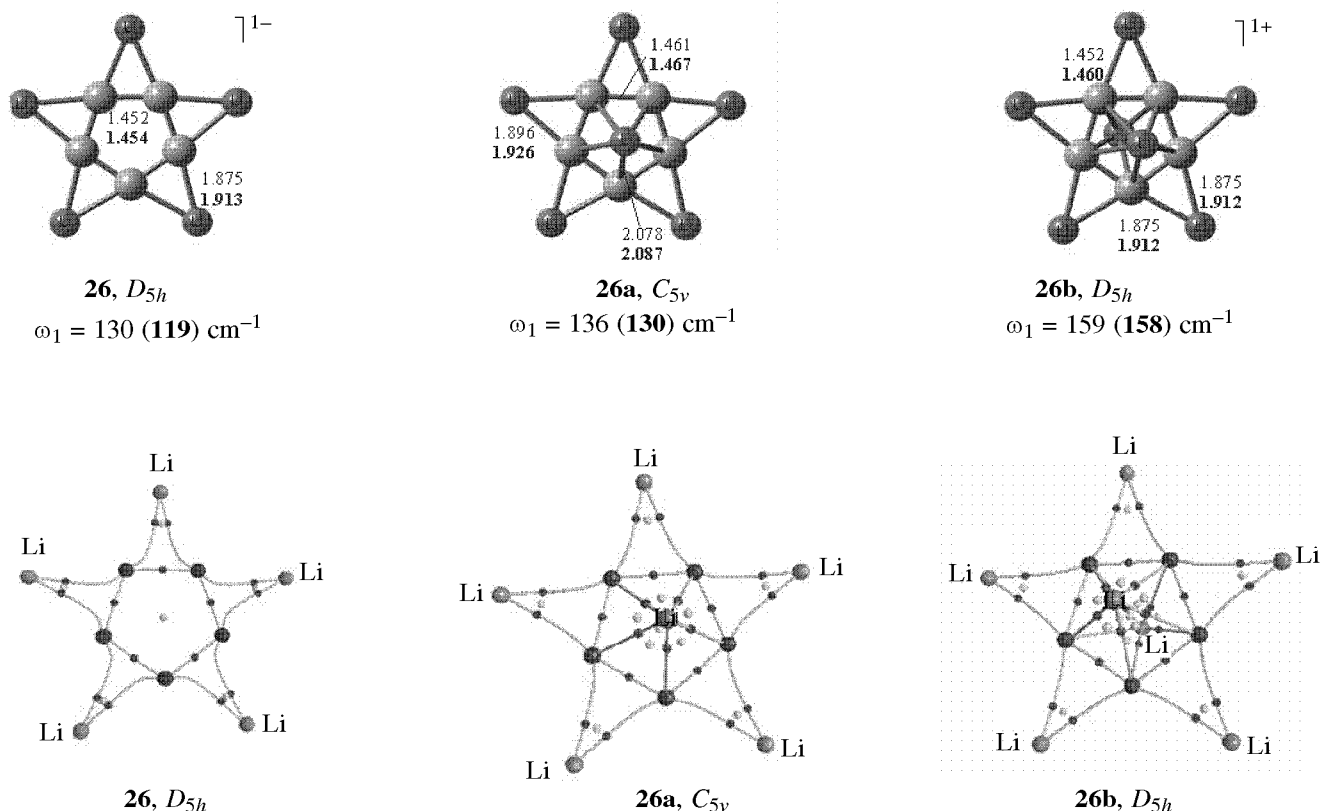 ]1–
1.452
1.454
1.875
1.913
26, D5h
ω1 = 130 (119) cm–1
1.461
1.467
1.896
1.926
2.078
2.087
26a, C5v
ω1 = 136 (130) cm–1
]1+
1.452
1.460
1.875
1.912
1.875
1.912
26b, D5h
ω1 = 159 (158) cm–1
Li
Li
Li
Li
Li
26, D5h
Li
Li
Li
Li
Li
Li
26a, C5v
Li
Li
Li
Li
Li
Li
Li
26b, D5h